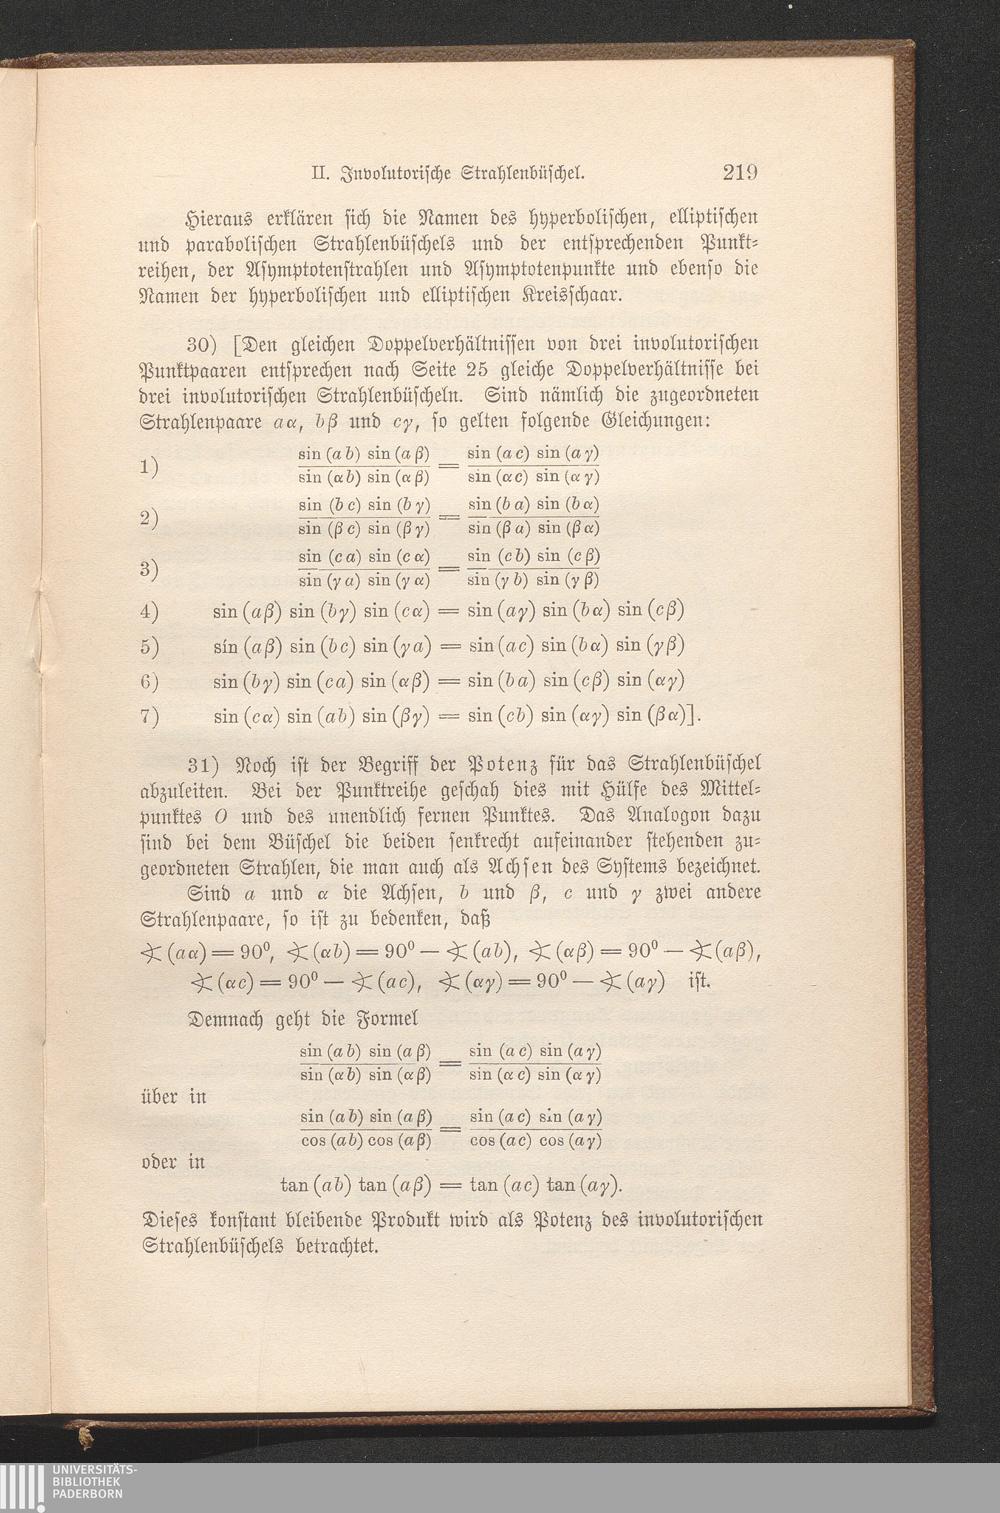 II. Involutorische Strahlenbüschel. 219
Hieraus erklären sich die Namen des hyperbolischen, elliptischen
und parabolischen Strahlenbüschels und der entsprechenden Punkt-
reihen, der Asymptotenstrahlen und Asymptotenpunkte und ebenso die
Namen der hyperbolischen und elliptischen Kreisschaar.
30) [Den gleichen Doppelverhältnissen von drei involutorischen
Punktpaaren entsprechen nach Seite 25 gleiche Doppelverhältnisse bei
drei involutorischen Strahlenbüscheln. Sind nämlich die zugeordneten
Strahlenpaare aα, bβ und cγ, so gelten folgende Gleichungen:
1) sin (ab) sin (aβ) / sin (αb) sin (αβ) = sin (ac) sin (aγ) / sin (αc) sin (αγ)
2) sin (bc) sin (bγ) / sin (βc) sin (βγ) = sin (ba) sin (bα) / sin (βa) sin (βα)
3) sin (ca) sin (cα) / sin (γa) sin (γα) = sin (cb) sin (cβ) / sin (γb) sin (γβ)
4) sin (aβ) sin (bγ) sin (cα) = sin (aγ) sin (bα) sin (cβ)
5) sin (aβ) sin (bc) sin (γa) = sin (ac) sin (bα) sin (γβ)
6) sin (bγ) sin (ca) sin (αβ) = sin (ba) sin (cβ) sin (αγ)
7) sin (cα) sin (ab) sin (βγ) = sin (cb) sin (αγ) sin (βα)].
31) Noch ist der Begriff der Potenz für das Strahlenbüschel
abzuleiten. Bei der Punktreihe geschah dies mit Hülfe des Mittel-
punktes O und des unendlich fernen Punktes. Das Analogon dazu
sind bei dem Büschel die beiden senkrecht aufeinander stehenden zu-
geordneten Strahlen, die man auch als Achsen des Systems bezeichnet.
Sind a und α die Achsen, b und β, c und γ zwei andere
Strahlenpaare, so ist zu bedenken, daß
∢ (aα) = 90⁰, ∢ (αb) = 90⁰ — ∢ (ab), ∢ (αβ) = 90⁰ — ∢ (aβ),
∢ (αc) = 90⁰ — ∢ (ac), ∢ (αγ) = 90⁰ — ∢ (aγ) ist.
Demnach geht die Formel
sin (ab) sin (aβ) / sin (αb) sin (αβ) = sin (ac) sin (aγ) / sin (αc) sin (αγ)
über in
sin (ab) sin (aβ) / cos (ab) cos (aβ) = sin (ac) sin (aγ) / cos (ac) cos (aγ)
oder in
tan (ab) tan (aβ) = tan (ac) tan (aγ).
Dieses konstant bleibende Produkt wird als Potenz des involutorischen
Strahlenbüschels betrachtet.
UNIVERSITÄTS-
BIBLIOTHEK
PADERBORN